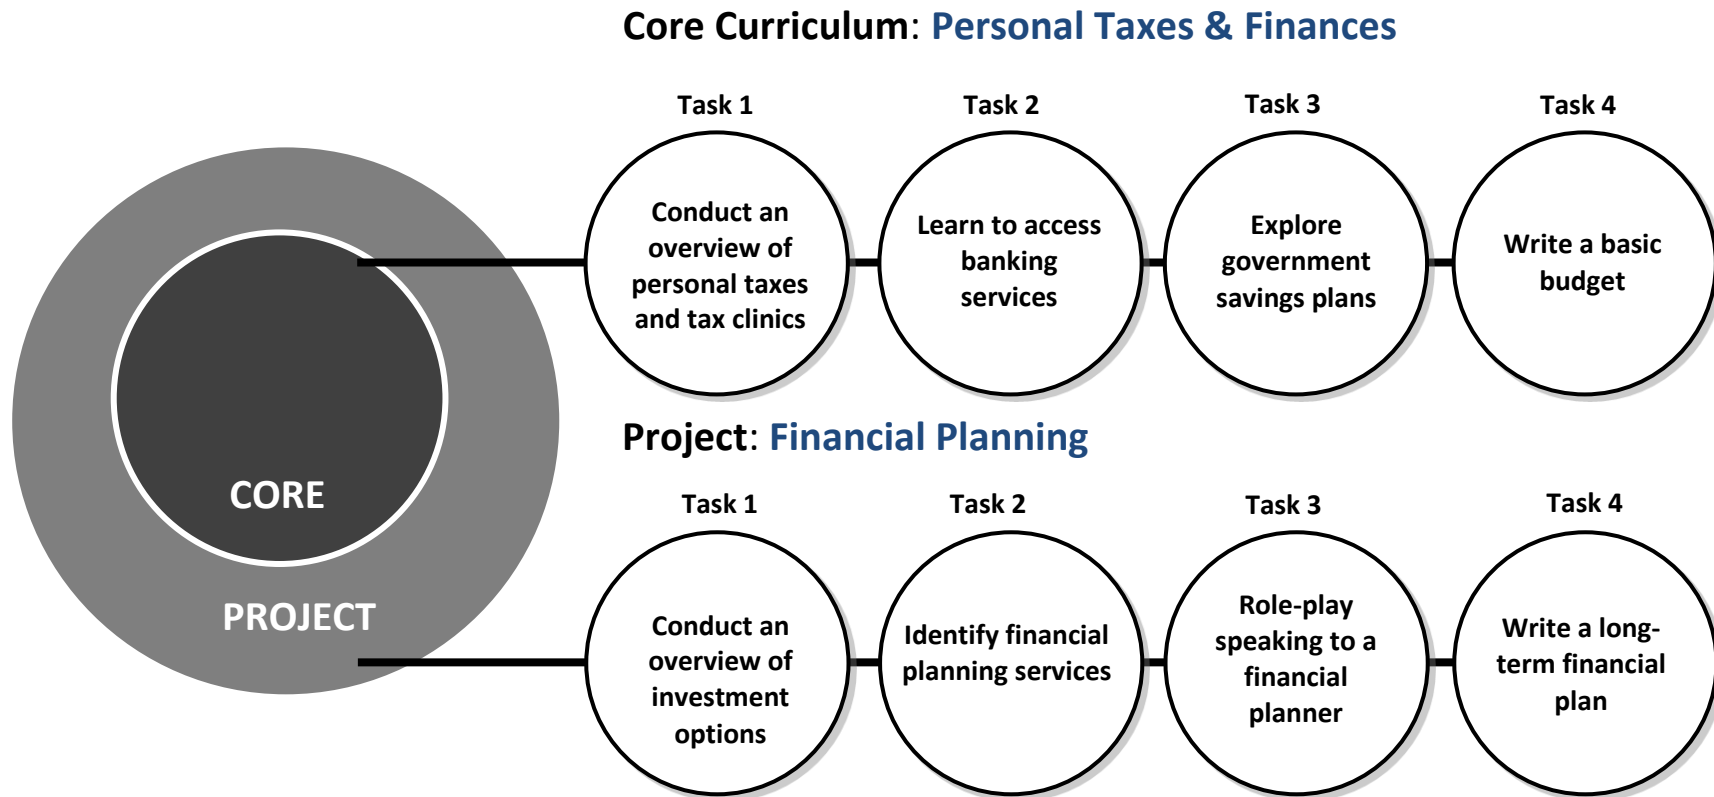 Core Curriculum: Personal Taxes & Finances
Task 1
Task 2
Task 3
Task 4
Conduct an
overview of
personal taxes
and tax clinics
Learn to access
banking
services
Explore
government
savings plans
Write a basic
budget
CORE
PROJECT
Project: Financial Planning
Task 1
Task 2
Task 3
Task 4
Conduct an
overview of
investment
options
Identify financial
planning services
Role-play
speaking to a
financial
planner
Write a long-
term financial
plan